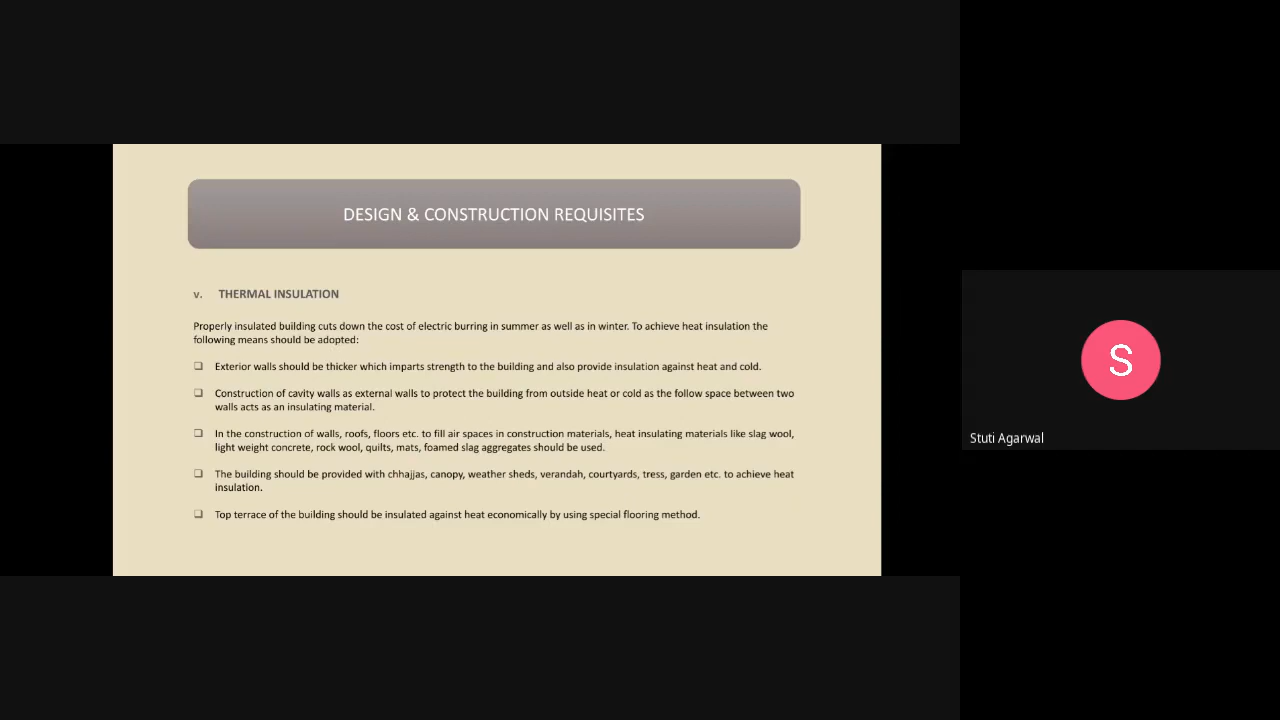 DESIGN & CONSTRUCTION REQUISITES
v. THERMAL INSULATION
Properly insulated building cuts down the cost of electric burring in summer as well as in winter. To achieve heat insulation the
following means should be adopted:
❑ Exterior walls should be thicker which imparts strength to the building and also provide insulation against heat and cold.
❑ Construction of cavity walls as external walls to protect the building from outside heat or cold as the follow space between two
walls acts as an insulating material.
❑ In the construction of walls, roofs, floors etc. to fill air spaces in construction materials, heat insulating materials like slag wool,
light weight concrete, rock wool, quilts, mats, foamed slag aggregates should be used.
❑ The building should be provided with chhajjas, canopy, weather sheds, verandah, courtyards, tress, garden etc. to achieve heat
insulation.
❑ Top terrace of the building should be insulated against heat economically by using special flooring method.
S
Stuti Agarwal